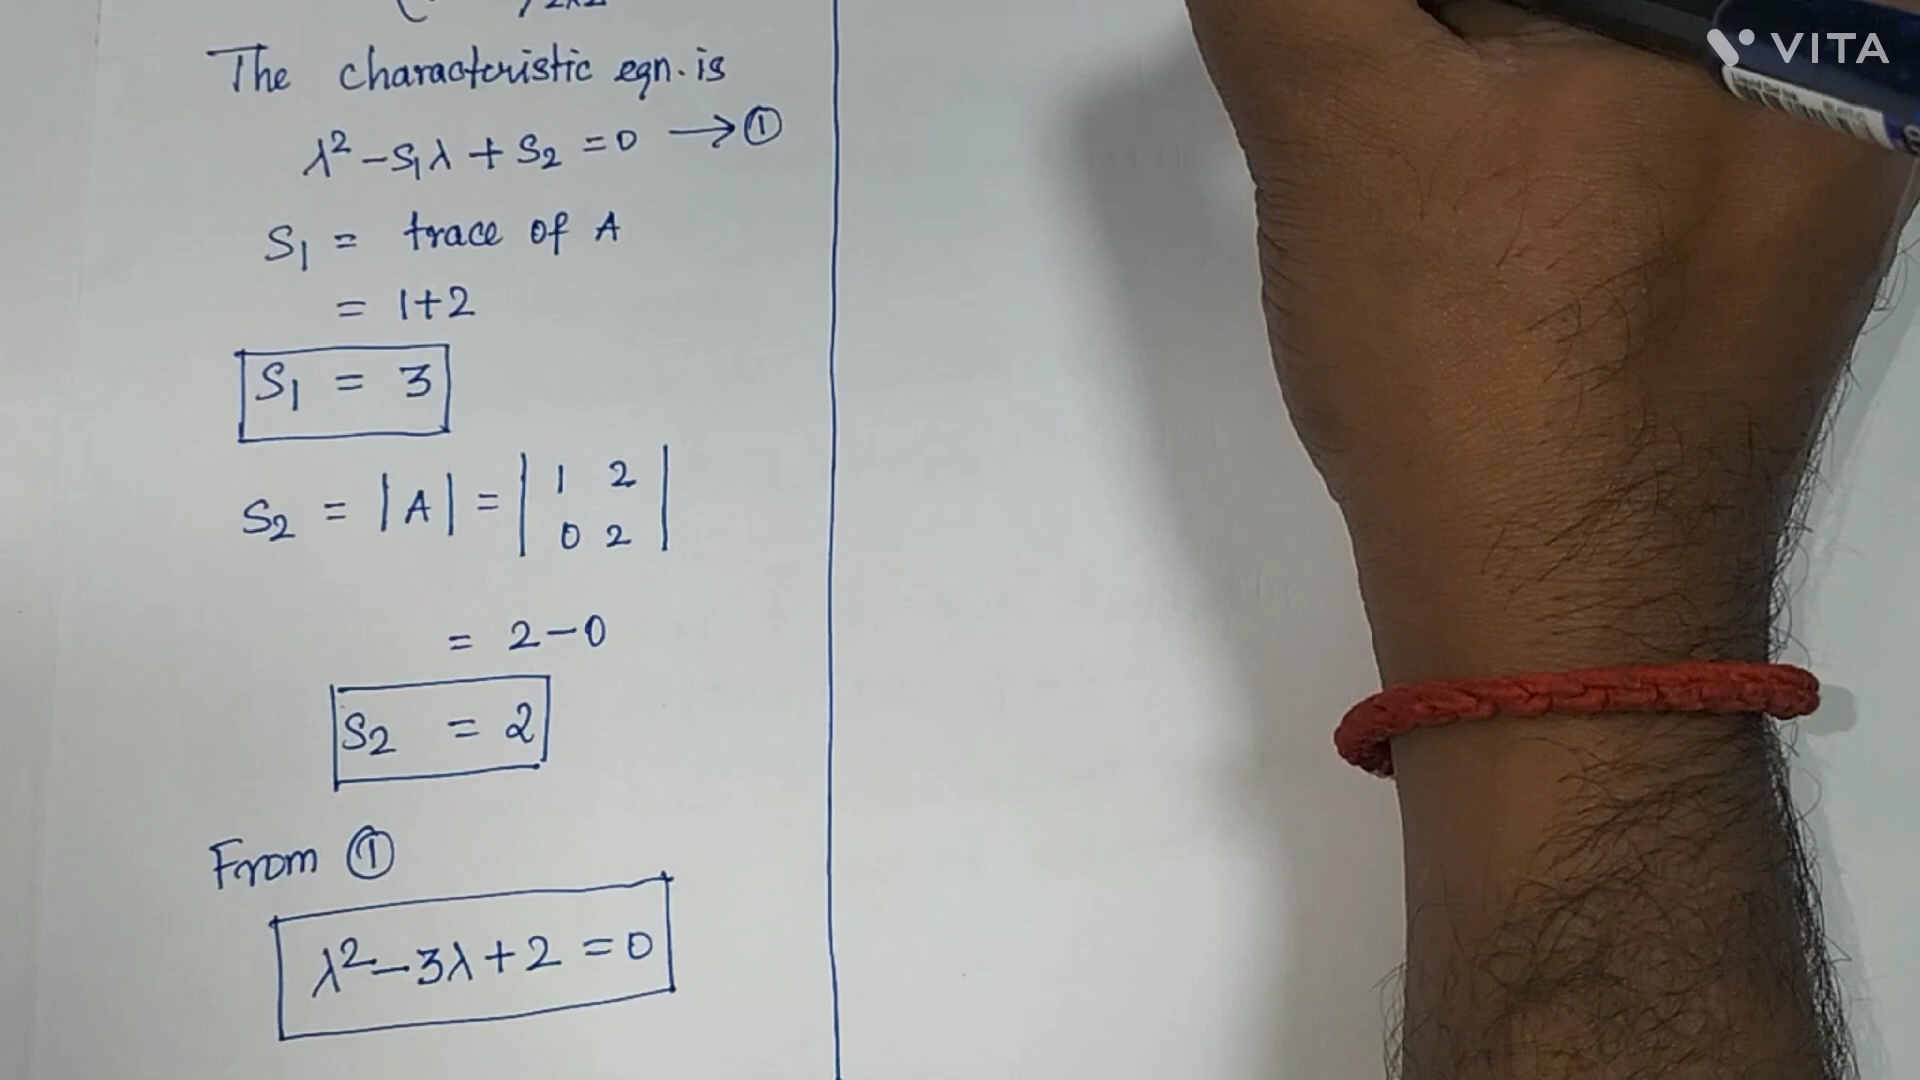 The characteristic eqn. is
λ² - S₁λ + S₂ = 0 → ①
S₁ = trace of A
= 1+2
S₁ = 3
S₂ = |A| = | 1 2 |
| 0 2 |
= 2-0
S₂ = 2
From ①
λ² - 3λ + 2 = 0
VITA